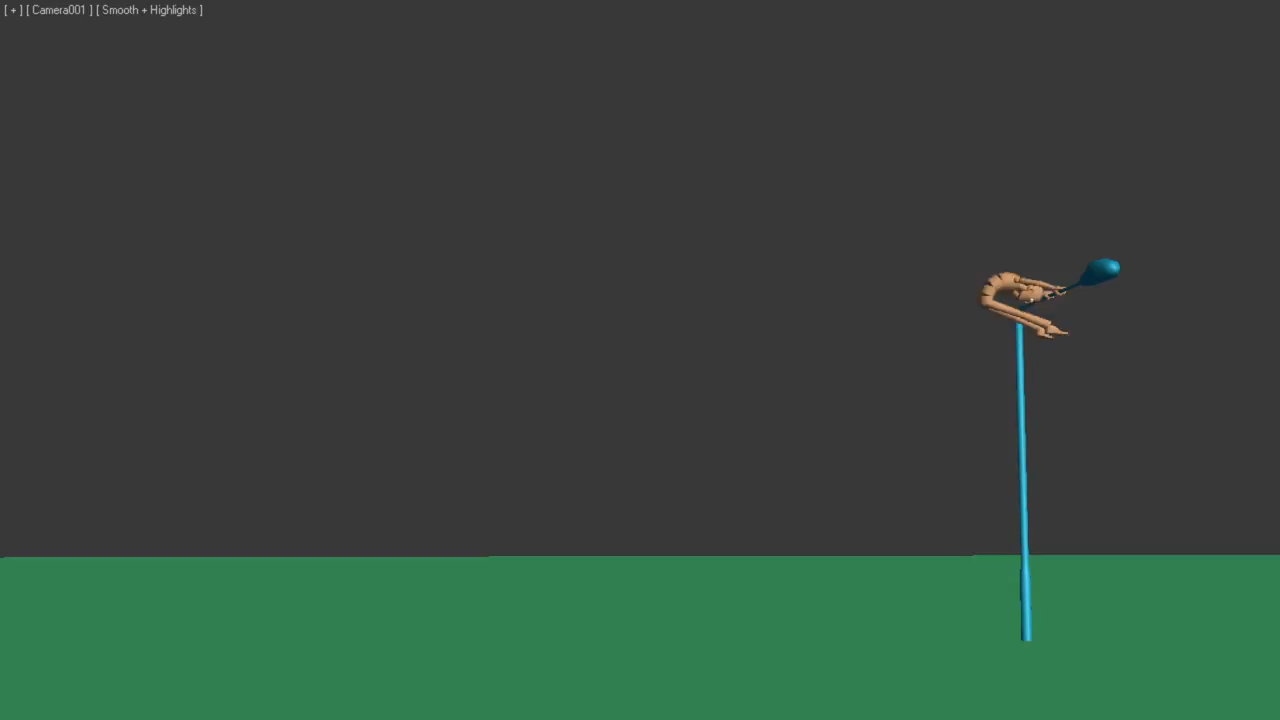 [ + ] [ Camera001 ] [ Smooth + Highlights ]